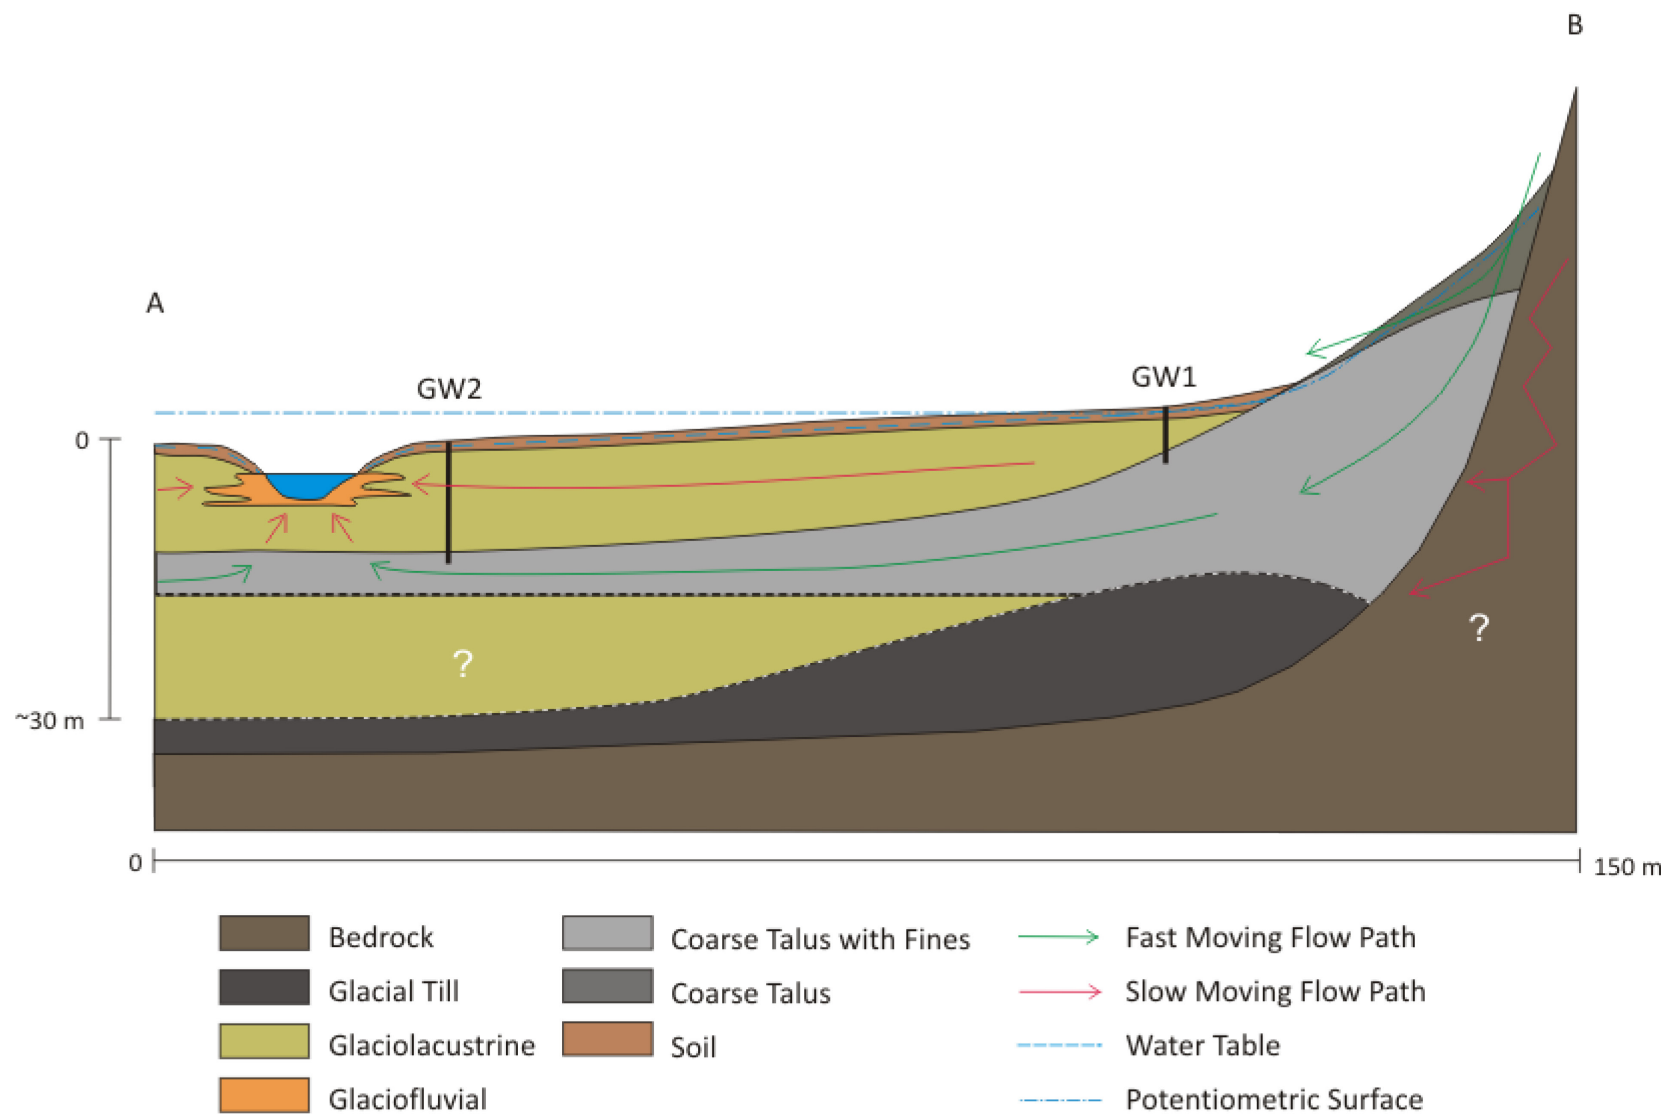 B
A
GW2
GW1
0
?
?
~30 m
0
150 m
Bedrock
Coarse Talus with Fines
Fast Moving Flow Path
Glacial Till
Coarse Talus
Slow Moving Flow Path
Glaciolacustrine
Soil
Water Table
Glaciofluvial
Potentiometric Surface